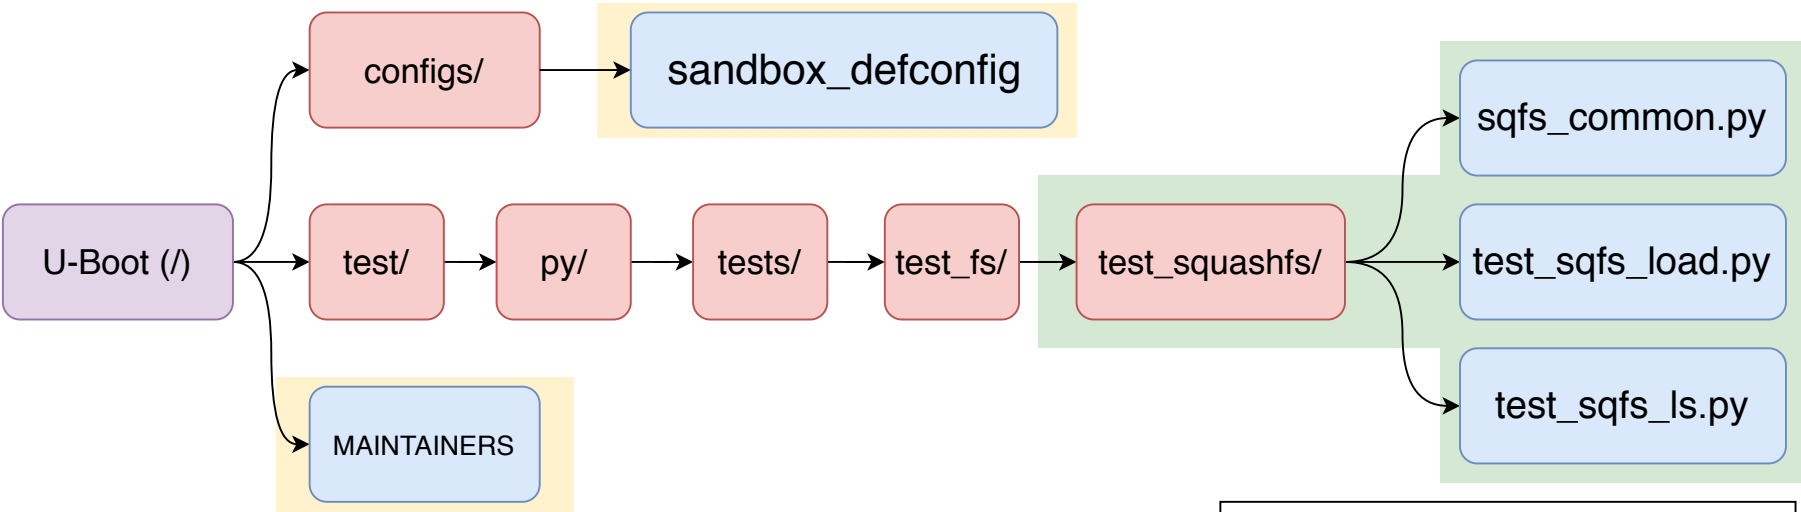 configs/
sandbox_defconfig
sqfs_common.py
U-Boot (/)
test/
py/
tests/
test_fs/
test_squashfs/
test_sqfs_load.py
test_sqfs_ls.py
MAINTAINERS